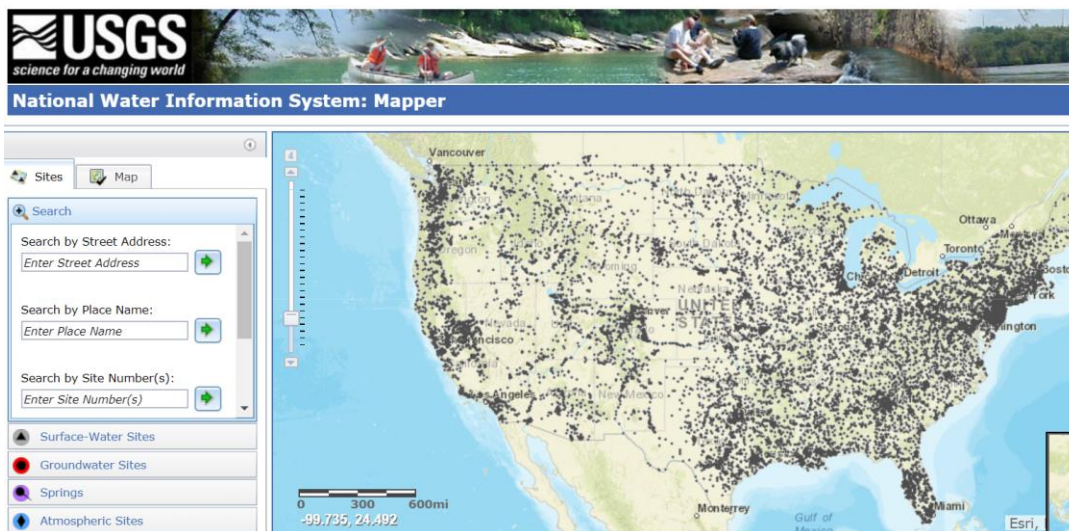 USGS
science for a changing world
National Water Information System: Mapper
Sites
Map
Search
Search by Street Address:
Enter Street Address
Search by Place Name:
Enter Place Name
Search by Site Number(s):
Enter Site Number(s)
Surface-Water Sites
Groundwater Sites
Springs
Atmospheric Sites
4
Vancouver
Ottawa
Toronto
Detroit
Denver
Nevada
New Mexico
Los Angeles
Monterrey
Miami
Gulf of
Mexico
0 300 600mi
-99.735, 24.492
Esri,